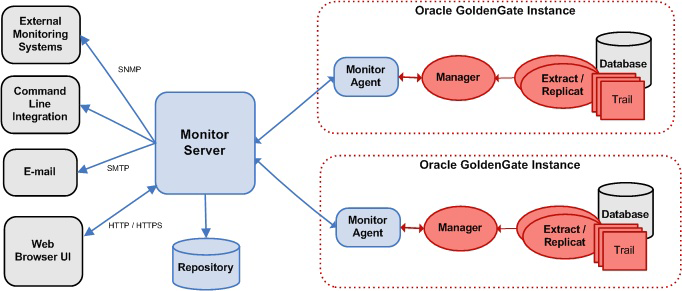 External
Monitoring
Systems
Command
Line
Integration
E-mail
Web
Browser UI
SNMP
SMTP
HTTP / HTTPS
Monitor
Server
Repository
Oracle GoldenGate Instance
Monitor
Agent
Manager
Extract /
Replicat
Database
Trail
Oracle GoldenGate Instance
Monitor
Agent
Manager
Extract /
Replicat
Database
Trail